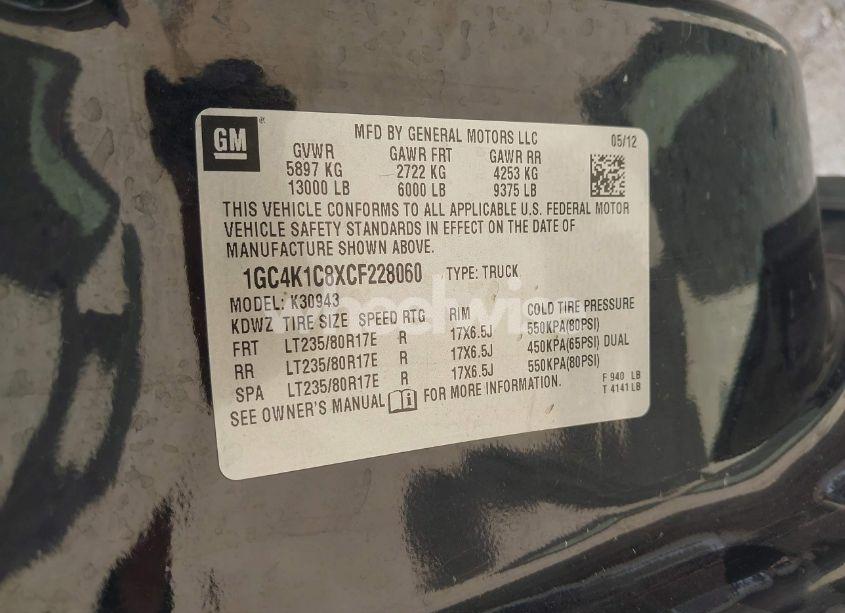 GM
MFD BY GENERAL MOTORS LLC
05/12
GVWR GAWR FRT GAWR RR
5897 KG 2722 KG 4253 KG
13000 LB 6000 LB 9375 LB
THIS VEHICLE CONFORMS TO ALL APPLICABLE U.S. FEDERAL MOTOR
VEHICLE SAFETY STANDARDS IN EFFECT ON THE DATE OF
MANUFACTURE SHOWN ABOVE.
1GC4K1C8XCF228060 TYPE: TRUCK
MODEL: K30943
KDWZ TIRE SIZE SPEED RTG RIM COLD TIRE PRESSURE
FRT LT235/80R17E R 17X6.5J 550KPA(80PSI)
RR LT235/80R17E R 17X6.5J 450KPA(65PSI) DUAL
SPA LT235/80R17E R 17X6.5J 550KPA(80PSI)
SEE OWNER'S MANUAL FOR MORE INFORMATION.
F 940 LB
T 4141 LB